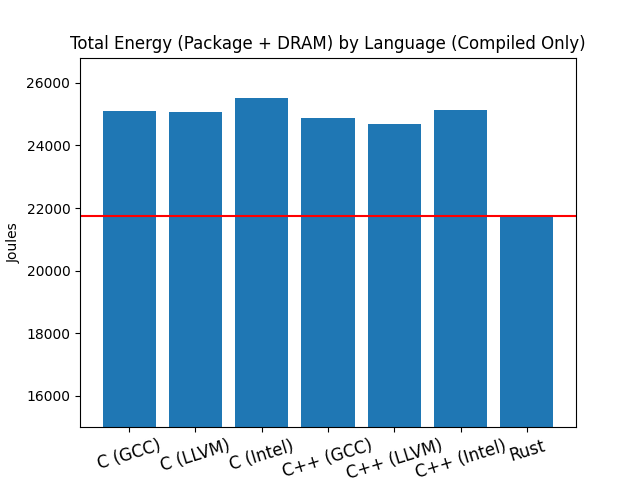 Total Energy (Package + DRAM) by Language (Compiled Only)
26000
24000
22000
20000
18000
16000
Joules
C (GCC)
C (LLVM)
C (Intel)
C++ (GCC)
C++ (LLVM)
C++ (Intel)
Rust